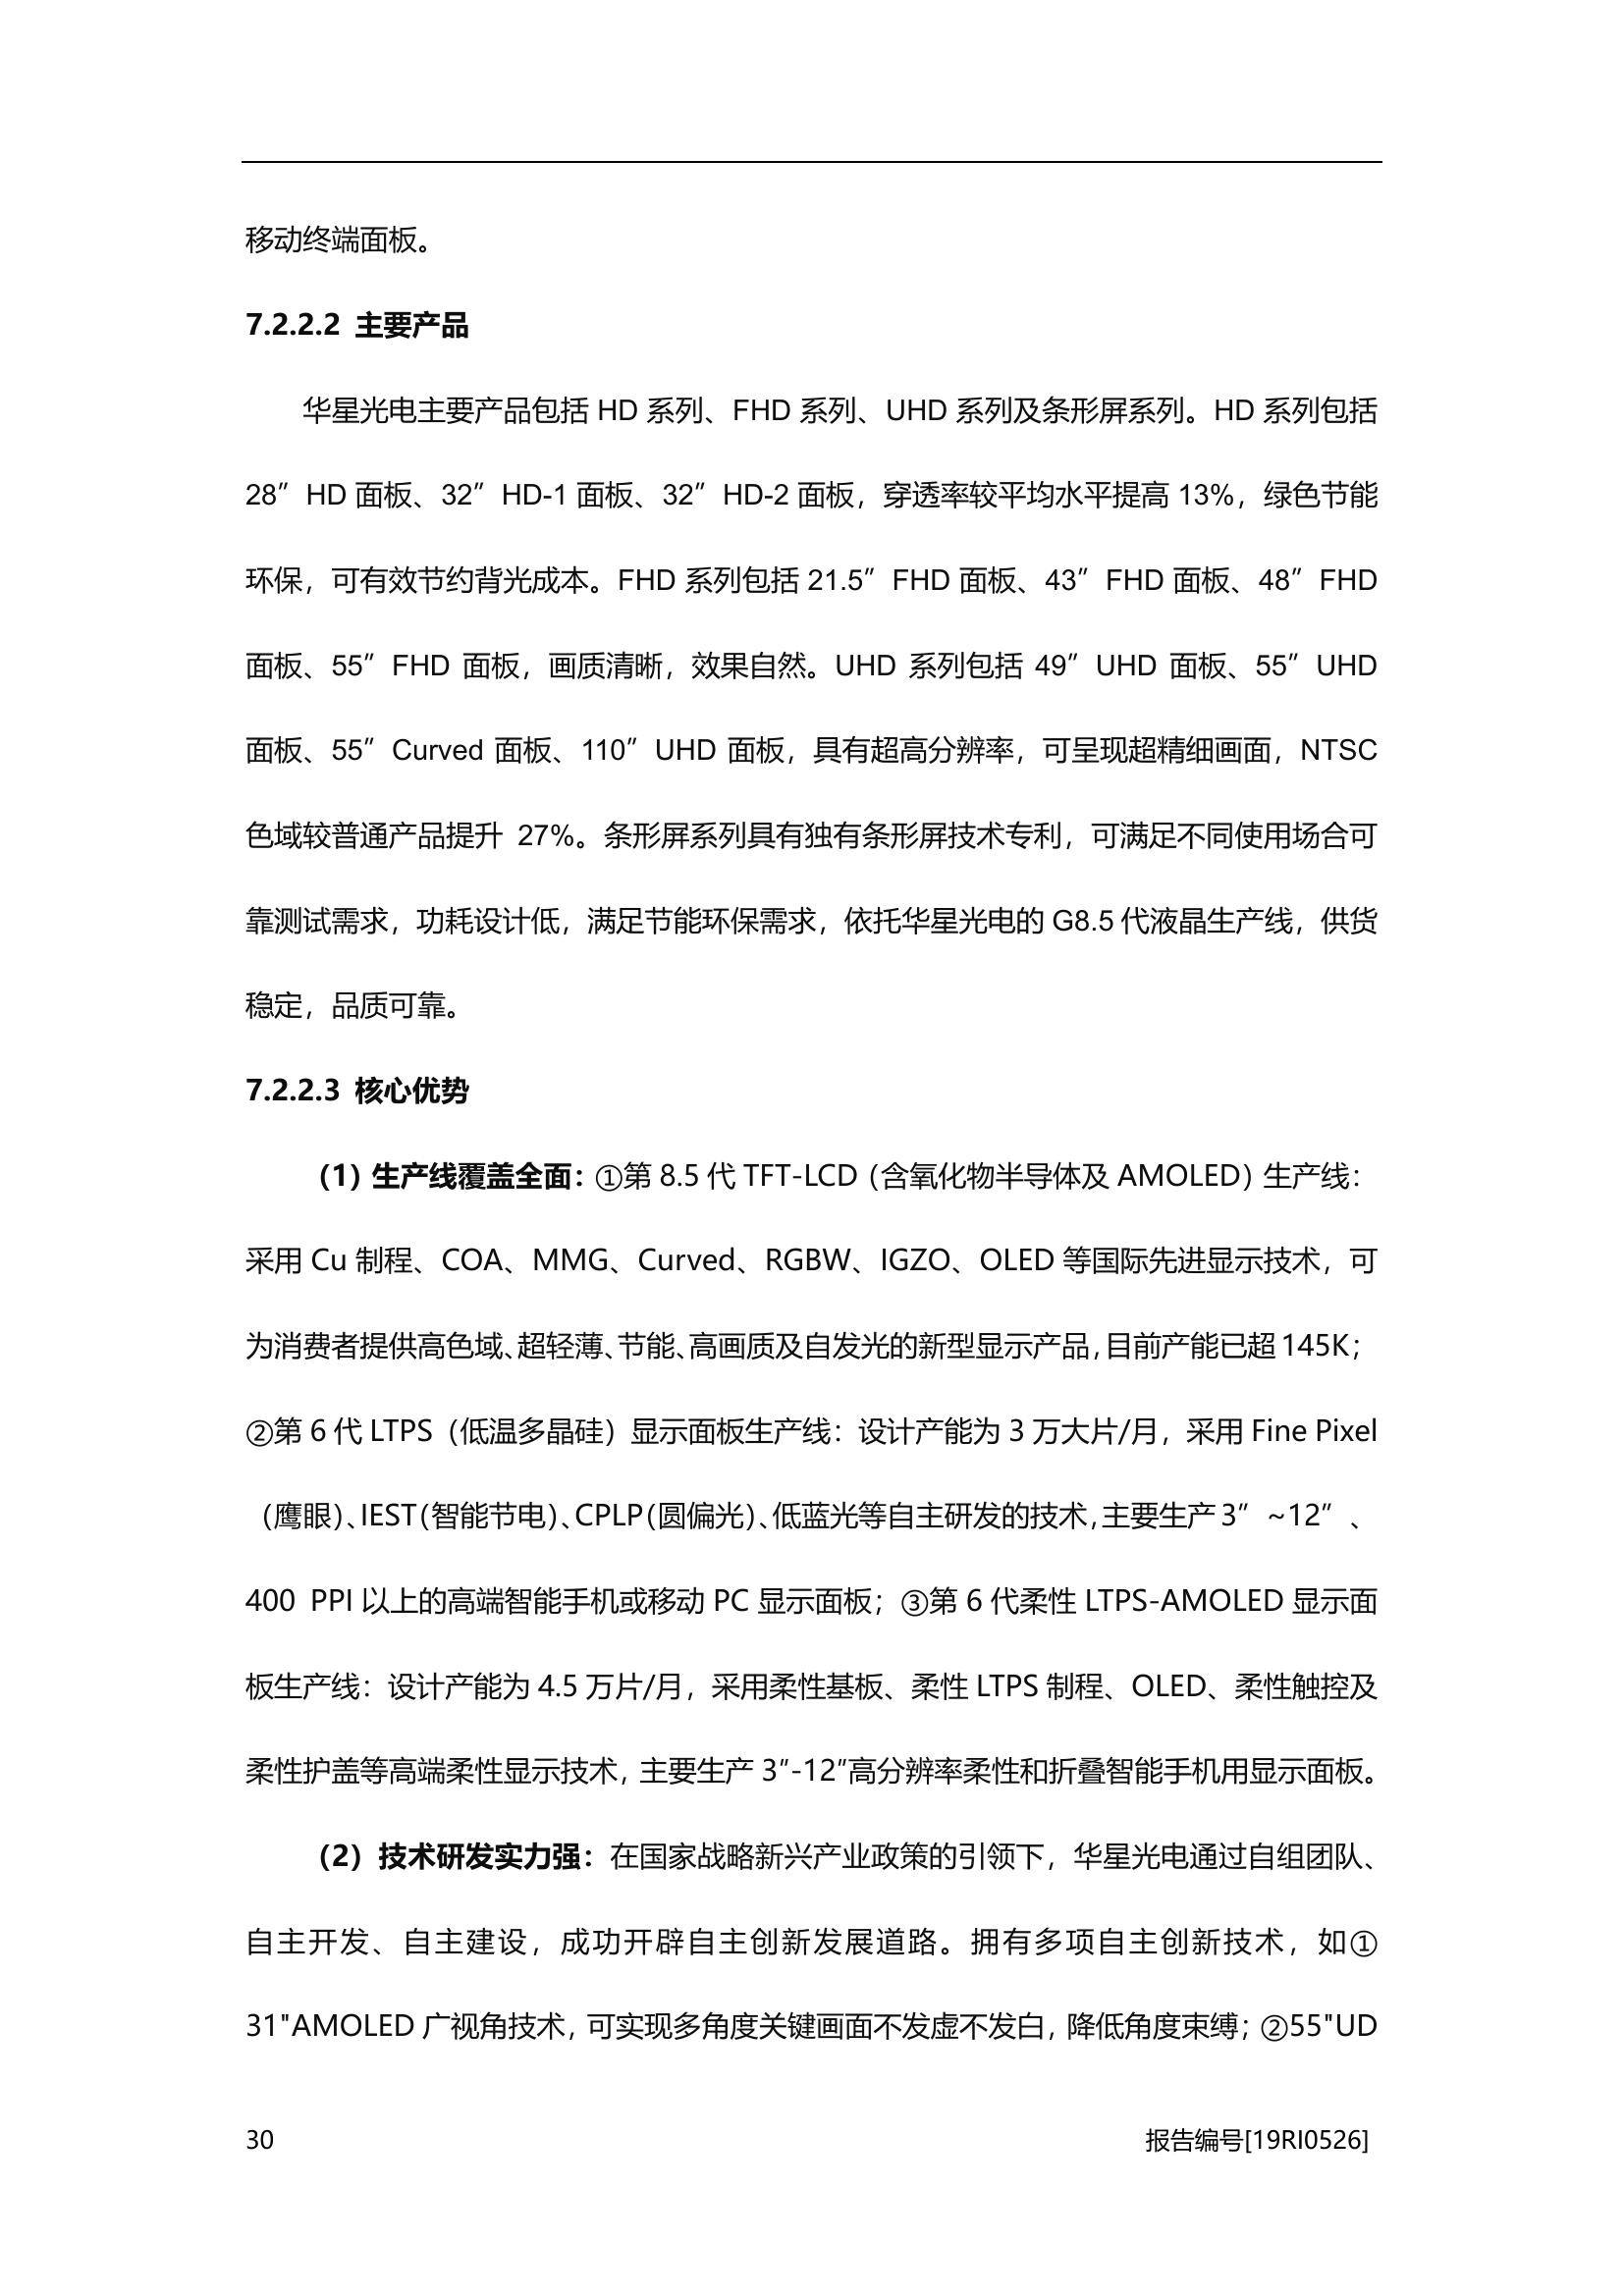 移动终端面板。
7.2.2.2 主要产品
华星光电主要产品包括 HD 系列、FHD 系列、UHD 系列及条形屏系列。HD 系列包括
28”HD 面板、32”HD-1 面板、32”HD-2 面板，穿透率较平均水平提高 13%，绿色节能
环保，可有效节约背光成本。FHD 系列包括 21.5”FHD 面板、43”FHD 面板、48”FHD
面板、55”FHD 面板，画质清晰，效果自然。UHD 系列包括 49”UHD 面板、55”UHD
面板、55”Curved 面板、110”UHD 面板，具有超高分辨率，可呈现超精细画面，NTSC
色域较普通产品提升 27%。条形屏系列具有独有条形屏技术专利，可满足不同使用场合可
靠测试需求，功耗设计低，满足节能环保需求，依托华星光电的 G8.5 代液晶生产线，供货
稳定，品质可靠。
7.2.2.3 核心优势
（1）生产线覆盖全面：①第 8.5 代 TFT-LCD（含氧化物半导体及 AMOLED）生产线：
采用 Cu 制程、COA、MMG、Curved、RGBW、IGZO、OLED 等国际先进显示技术，可
为消费者提供高色域、超轻薄、节能、高画质及自发光的新型显示产品，目前产能已超 145K；
②第 6 代 LTPS（低温多晶硅）显示面板生产线：设计产能为 3 万大片/月，采用 Fine Pixel
（鹰眼）、IEST（智能节电）、CPLP（圆偏光）、低蓝光等自主研发的技术，主要生产 3”~12”、
400 PPI 以上的高端智能手机或移动 PC 显示面板；③第 6 代柔性 LTPS-AMOLED 显示面
板生产线：设计产能为 4.5 万片/月，采用柔性基板、柔性 LTPS 制程、OLED、柔性触控及
柔性护盖等高端柔性显示技术，主要生产 3”-12”高分辨率柔性和折叠智能手机用显示面板。
（2）技术研发实力强：在国家战略新兴产业政策的引领下，华星光电通过自组团队、
自主开发、自主建设，成功开辟自主创新发展道路。拥有多项自主创新技术，如①
31"AMOLED 广视角技术，可实现多角度关键画面不发虚不发白，降低角度束缚；②55"UD
30
报告编号[19RI0526]